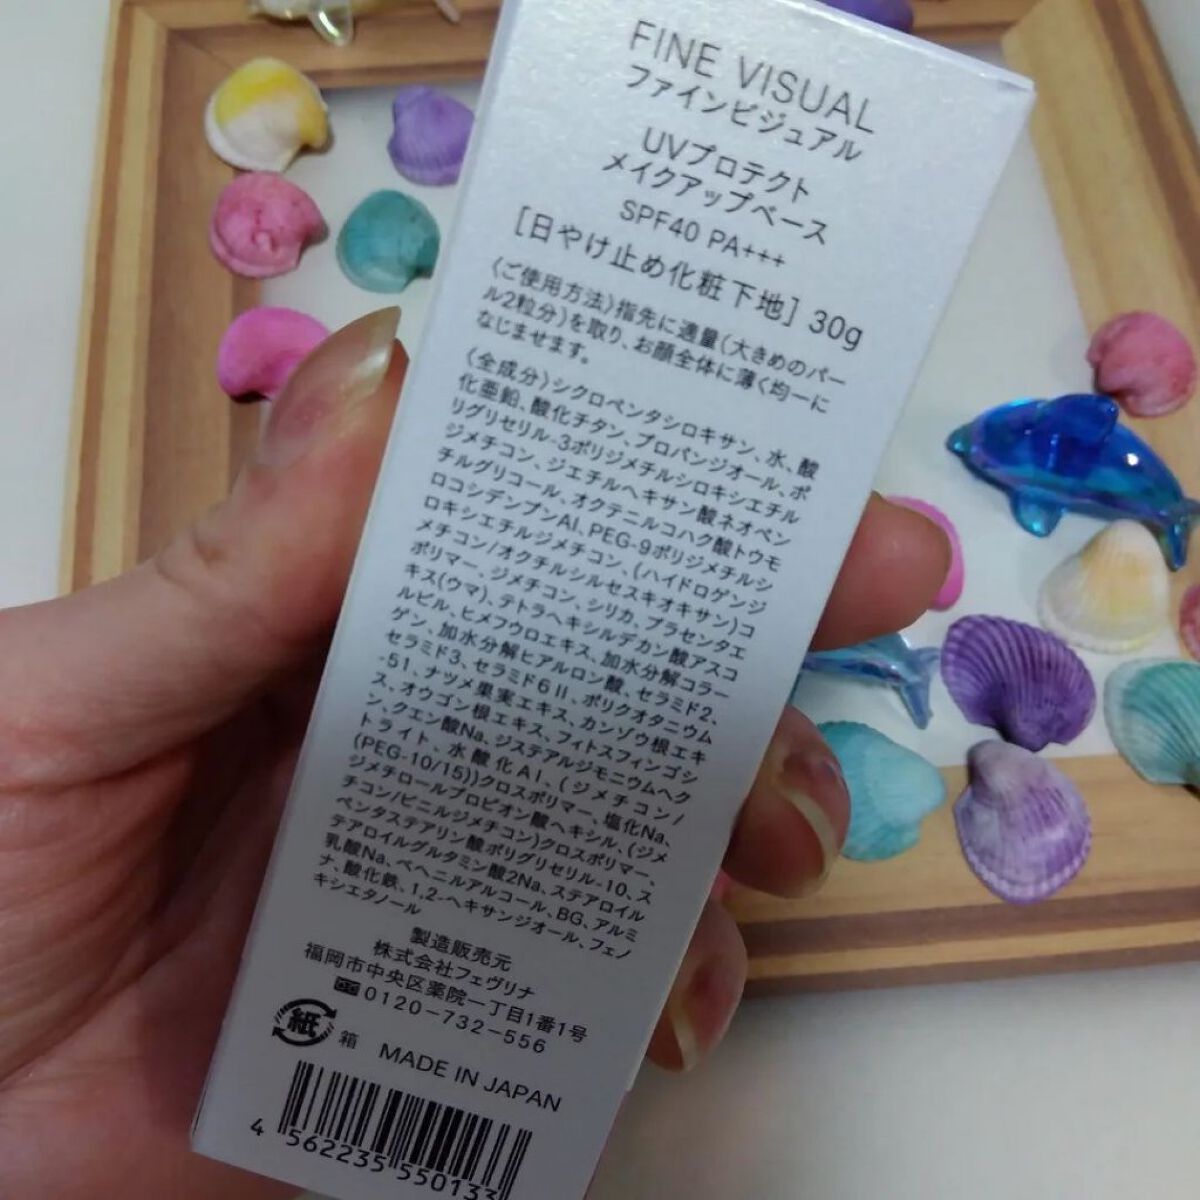 FINE VISUAL
ファインビジュアル
UVプロテクト
メイクアップベース
SPF40 PA+++
[日やけ止め化粧下地] 30g
〈ご使用方法〉指先に適量(大きめのパー
ル2粒分)を取り、お顔全体に薄く均一に
なじませます。
〈全成分〉シクロペンタシロキサン、水、酸
化亜鉛、酸化チタン、プロパンジオール、ポ
リグリセリル-3ポリジメチルシロキシエチル
ジメチコン、ジエチルヘキサン酸ネオペン
チルグリコール、オクテニルコハク酸トウモ
ロコシデンプンAl、PEG-9ポリジメチルシ
ロキシエチルジメチコン、(ハイドロゲンジ
メチコン/オクチルシルセスキオキサン)コ
ポリマー、ジメチコン、シリカ、プラセンタエ
キス(ウマ)、テトラヘキシルデカン酸アスコ
ルビル、ヒメフウロエキス、加水分解コラー
ゲン、加水分解ヒアルロン酸、セラミド2、
セラミド3、セラミド6Ⅱ、ポリクオタニウム
-51、ナツメ果実エキス、カンゾウ根エキ
ス、オウゴン根エキス、フィトスフィンゴシ
ン、クエン酸Na、ジステアルジモニウムヘク
トライト、水酸化Al、(ジメチコン/
(PEG-10/15))クロスポリマー、塩化Na、
ジメチロールプロピオン酸ヘキシル、(ジメ
チコン/ビニルジメチコン)クロスポリマー、
ペンタステアリン酸ポリグリセリル-10、ス
テアロイルグルタミン酸2Na、ステアロイル
乳酸Na、ベヘニルアルコール、BG、アルミ
ナ、酸化鉄、1,2-ヘキサンジオール、フェノ
キシエタノール
製造販売元
株式会社フェヴリナ
福岡市中央区薬院一丁目1番1号
0120-732-556
紙 箱 MADE IN JAPAN
4 562235 550133